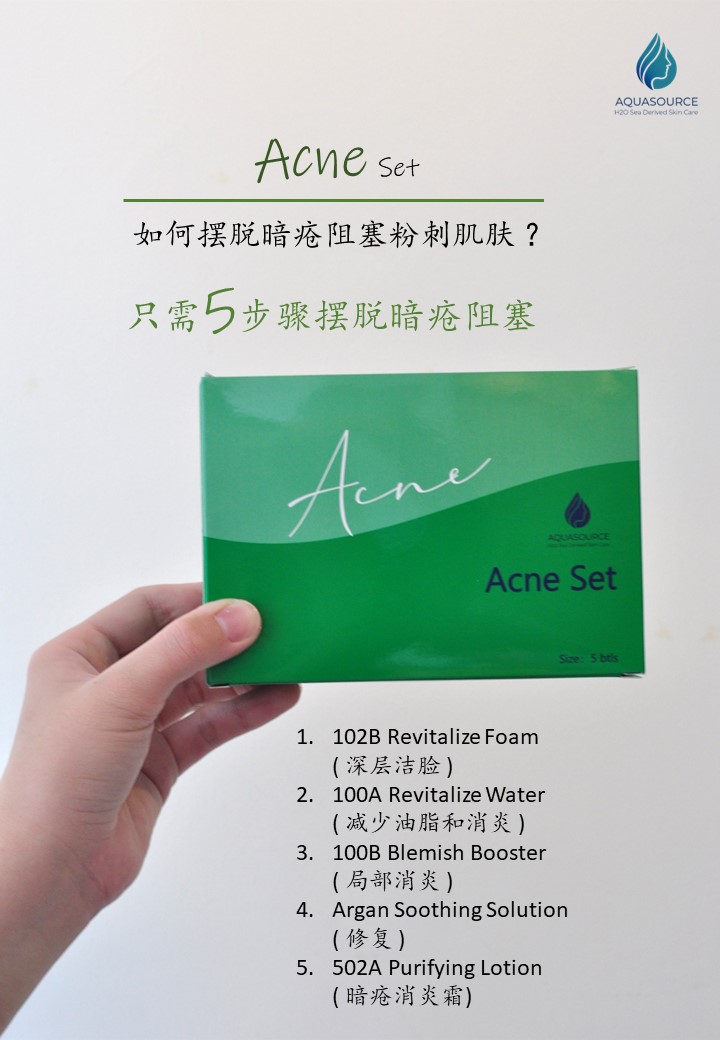 AQUASOURCE
H2O Sea Derived Skin Care
Acne Set
如何摆脱暗疮阻塞粉刺肌肤？
只需5步骤摆脱暗疮阻塞
Acne
AQUASOURCE
Acne Set
Size: 5 btls
1. 102B Revitalize Foam
( 深层洁脸 )
2. 100A Revitalize Water
( 减少油脂和消炎 )
3. 100B Blemish Booster
( 局部消炎 )
4. Argan Soothing Solution
( 修复 )
5. 502A Purifying Lotion
( 暗疮消炎霜)